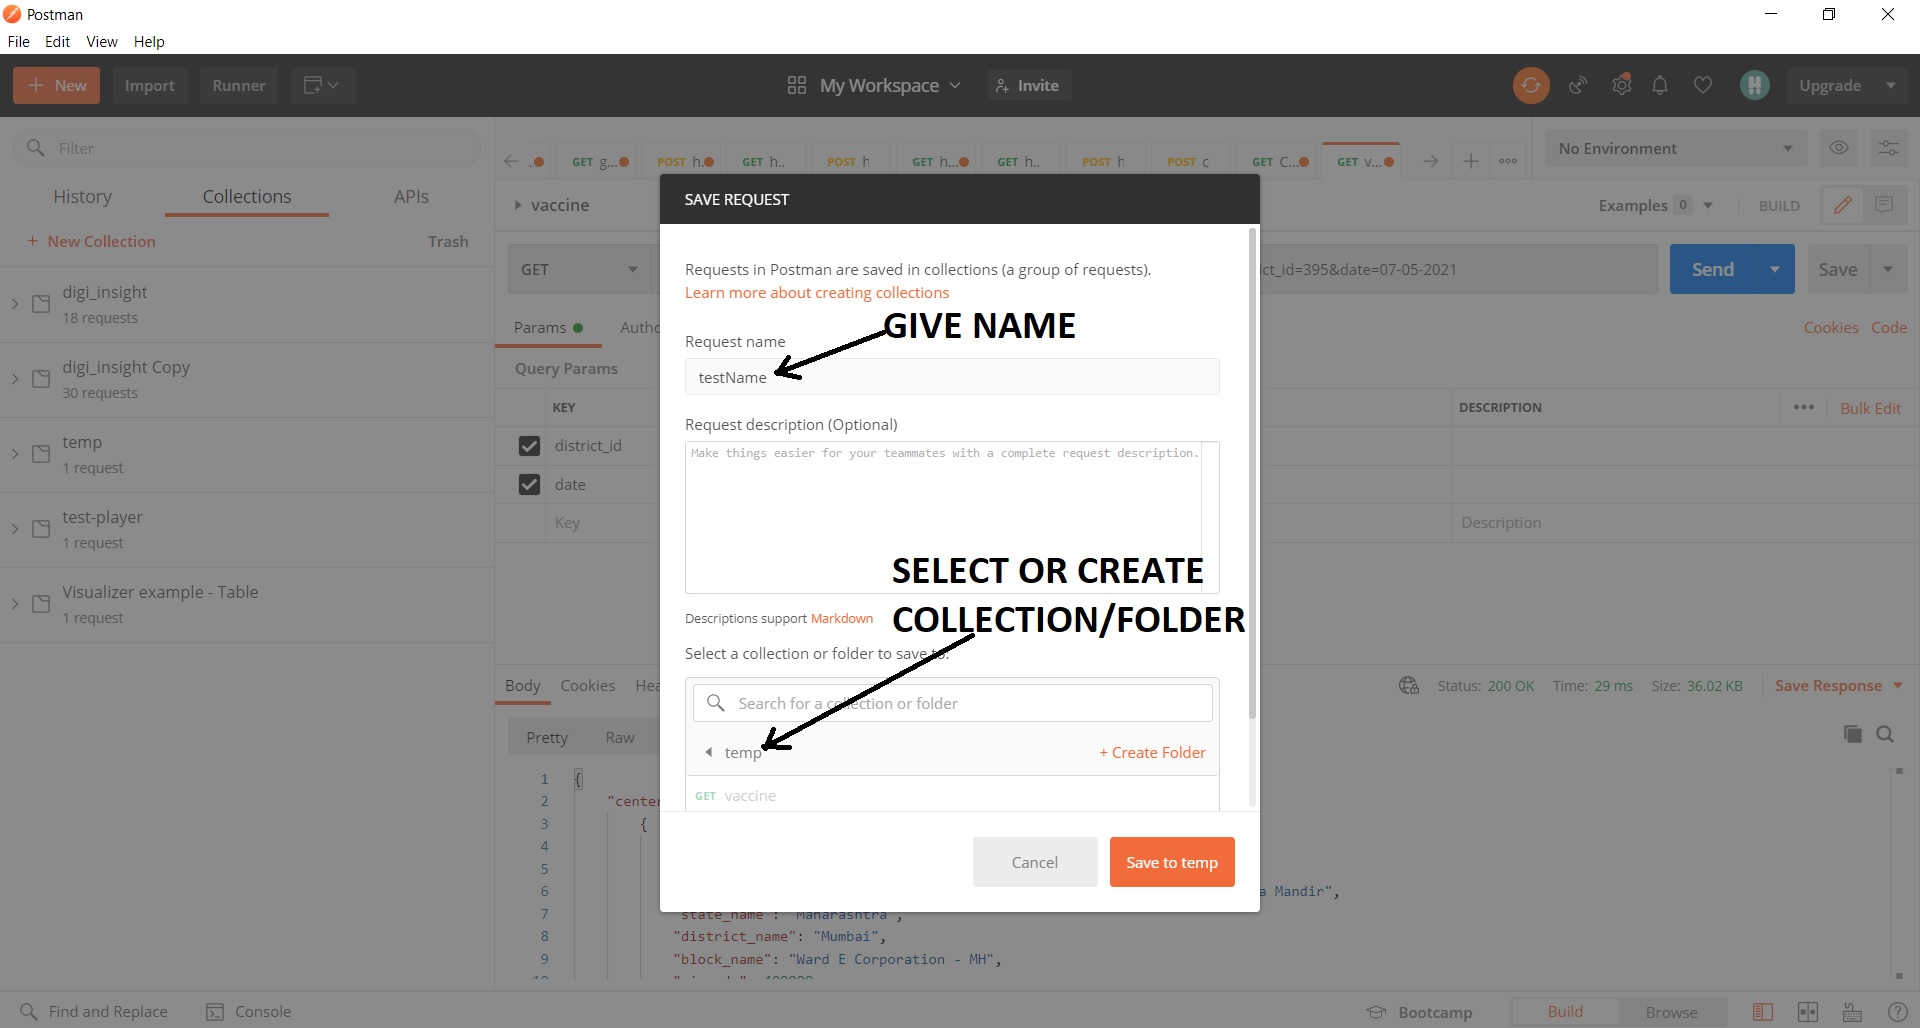 Postman
File Edit View Help
New Import Runner My Workspace Invite Upgrade
Filter
History Collections APIs
+ New Collection Trash
digi_insight
18 requests
digi_insight Copy
30 requests
temp
1 request
test-player
1 request
Visualizer example - Table
1 request
GET g... POST h. GET h.. POST h GET h... GET h.. POST h POST c GET C... GET v...
No Environment
vaccine
Examples 0 BUILD
GET
ct_id=395&date=07-05-2021
Send Save
Params Autho
Cookies Code
Query Params
KEY DESCRIPTION Bulk Edit
district_id
date
Key Description
SAVE REQUEST
Requests in Postman are saved in collections (a group of requests).
Learn more about creating collections
GIVE NAME
Request name
testName
Request description (Optional)
Make things easier for your teammates with a complete request description.
SELECT OR CREATE
COLLECTION/FOLDER
Descriptions support Markdown
Select a collection or folder to save to:
Search for a collection or folder
temp + Create Folder
GET vaccine
Cancel Save to temp
Body Cookies Hea
Status: 200 OK Time: 29 ms Size: 36.02 KB Save Response
Pretty Raw
1 {
2 "center
3 {
4
5
6 a Mandir",
7 "state_name": "Maharashtra",
8 "district_name": "Mumbai",
9 "block_name": "Ward E Corporation - MH",
10
Find and Replace Console Bootcamp Build Browse